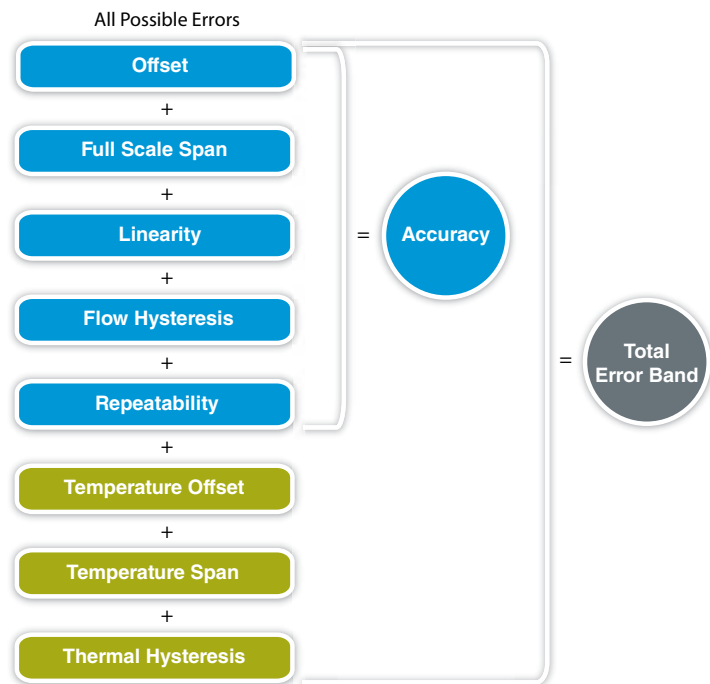 All Possible Errors
Offset
+
Full Scale Span
+
Linearity
+
Flow Hysteresis
+
Repeatability
+
Temperature Offset
+
Temperature Span
+
Thermal Hysteresis
=
Accuracy
=
Total
Error Band